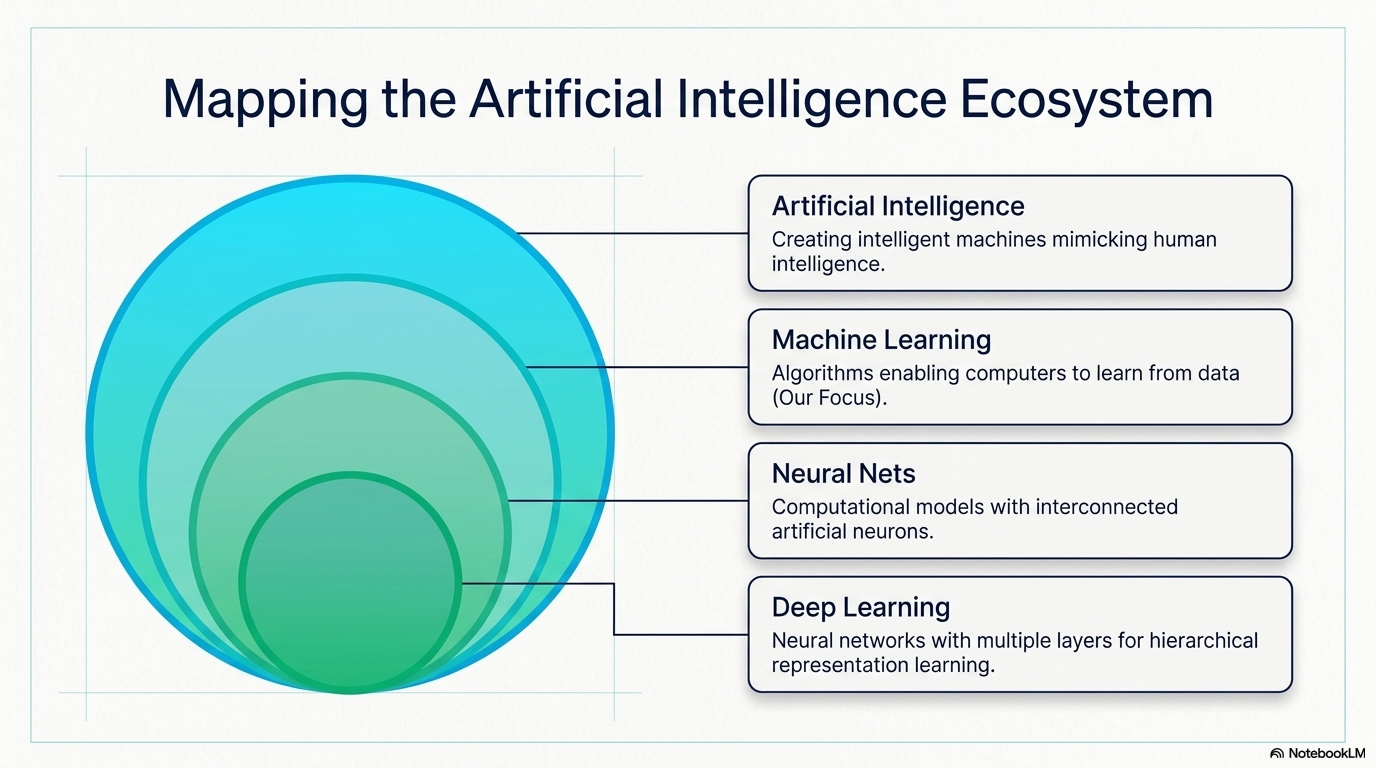 Mapping the Artificial Intelligence Ecosystem
Artificial Intelligence
Creating intelligent machines mimicking human
intelligence.
Machine Learning
Algorithms enabling computers to learn from data
(Our Focus).
Neural Nets
Computational models with interconnected
artificial neurons.
Deep Learning
Neural networks with multiple layers for hierarchical
representation learning.
NotebookLM